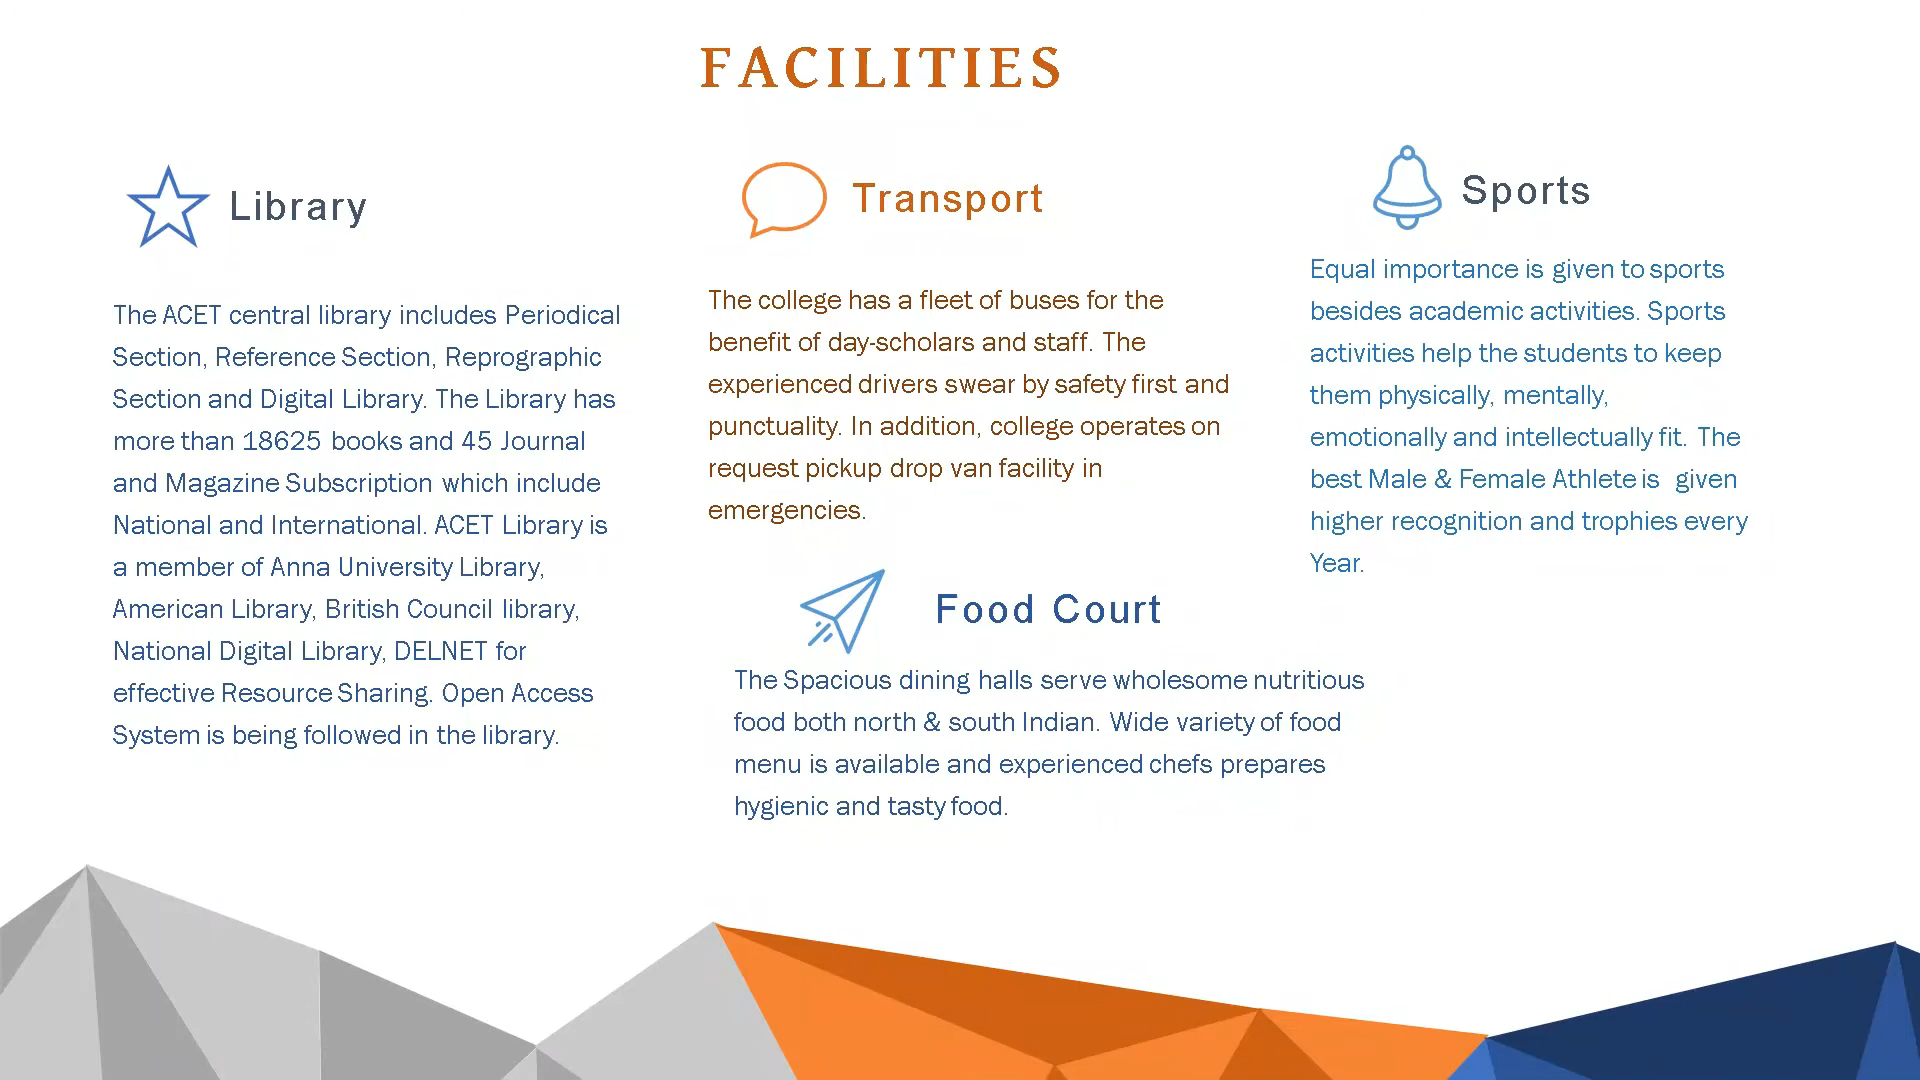 FACILITIES
Library
The ACET central library includes Periodical
Section, Reference Section, Reprographic
Section and Digital Library. The Library has
more than 18625 books and 45 Journal
and Magazine Subscription which include
National and International. ACET Library is
a member of Anna University Library,
American Library, British Council library,
National Digital Library, DELNET for
effective Resource Sharing. Open Access
System is being followed in the library.
Transport
The college has a fleet of buses for the
benefit of day-scholars and staff. The
experienced drivers swear by safety first and
punctuality. In addition, college operates on
request pickup drop van facility in
emergencies.
Food Court
The Spacious dining halls serve wholesome nutritious
food both north & south Indian. Wide variety of food
menu is available and experienced chefs prepares
hygienic and tasty food.
Sports
Equal importance is given to sports
besides academic activities. Sports
activities help the students to keep
them physically, mentally,
emotionally and intellectually fit. The
best Male & Female Athlete is given
higher recognition and trophies every
Year.